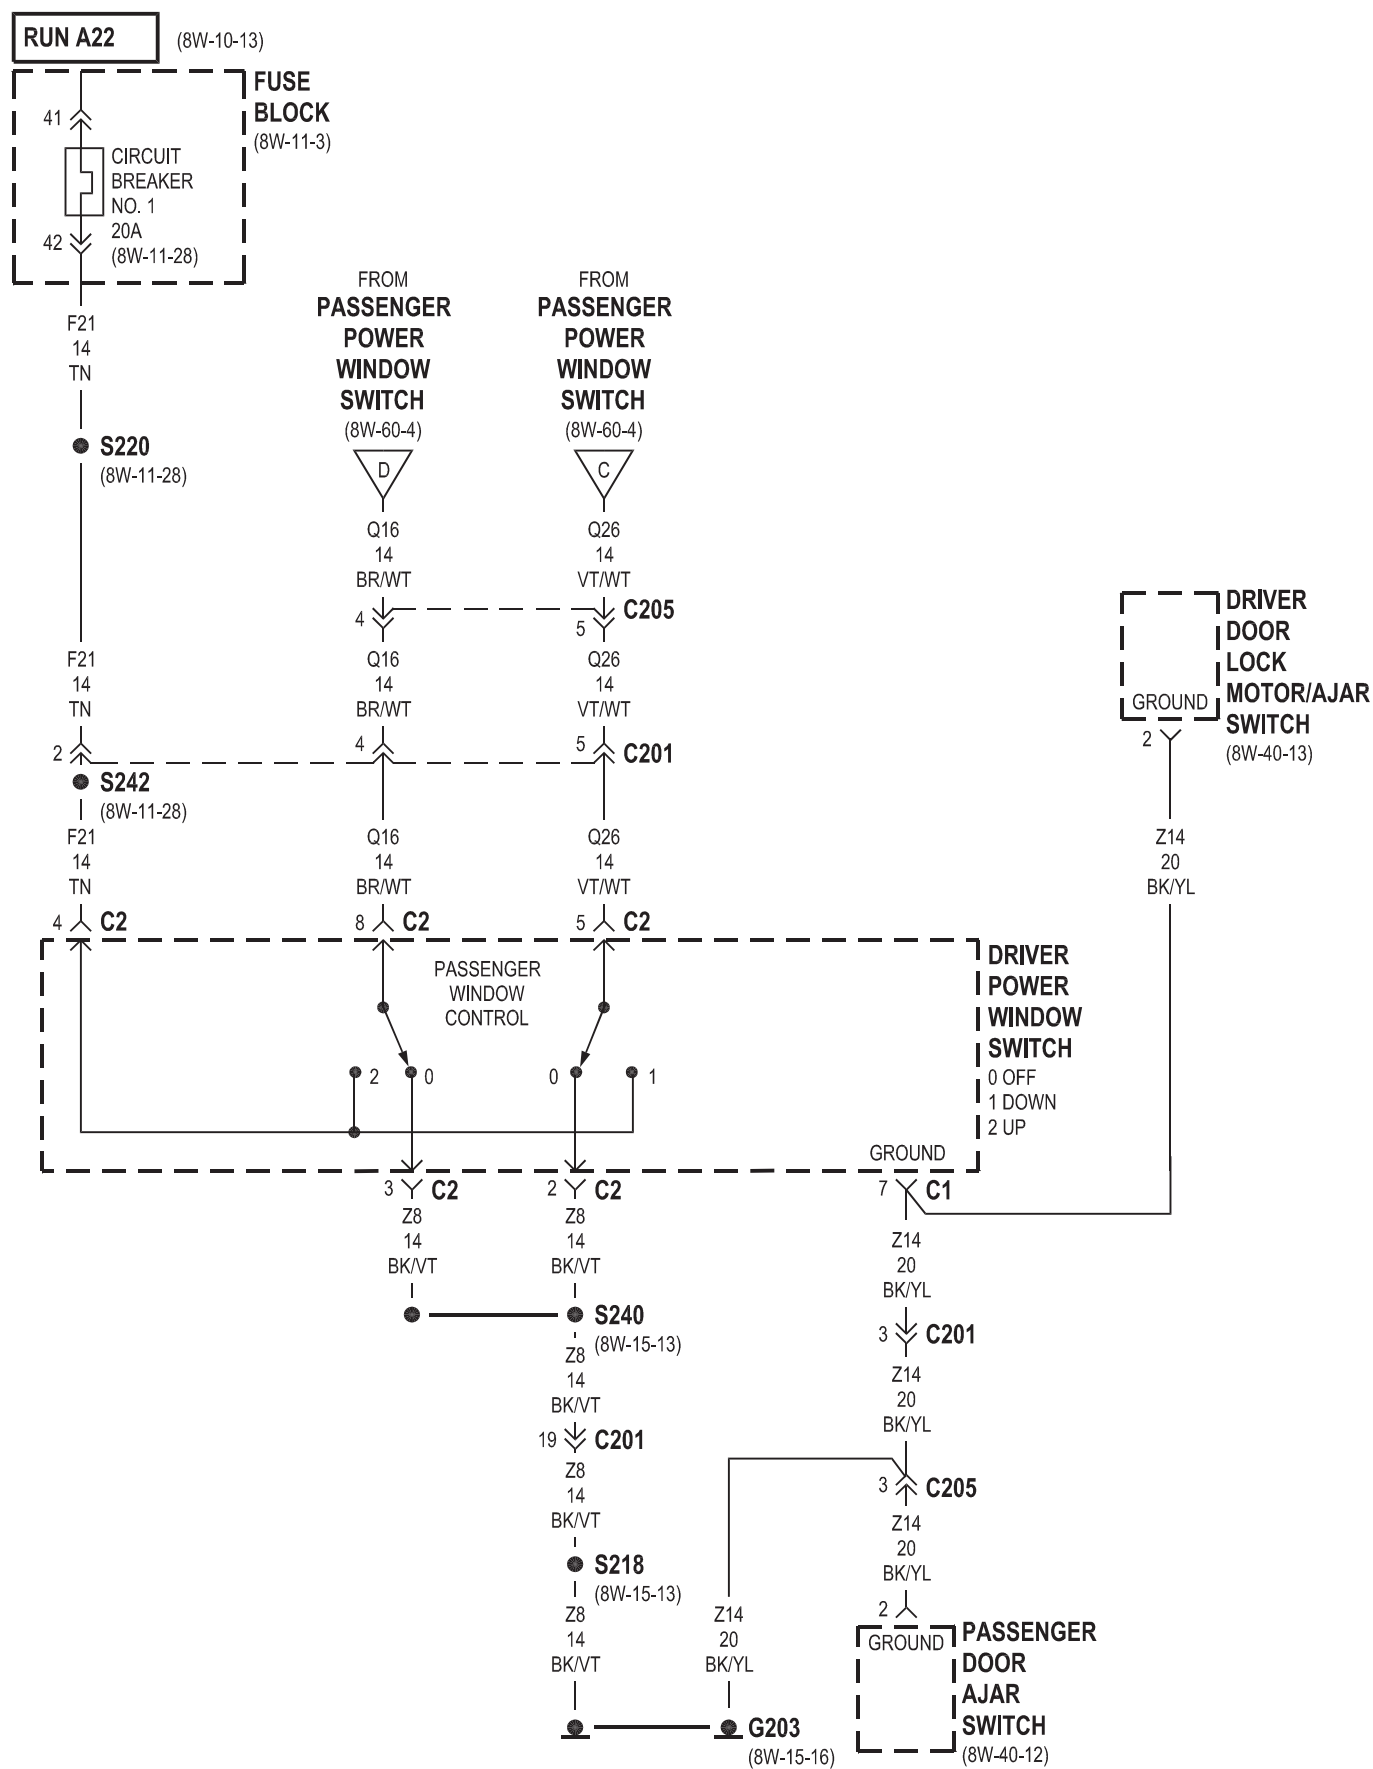 RUN A22
(8W-10-13)
FUSE
BLOCK
(8W-11-3)
41
CIRCUIT
BREAKER
NO. 1
20A
(8W-11-28)
42
F21
14
TN
S220
(8W-11-28)
FROM
PASSENGER
POWER
WINDOW
SWITCH
(8W-60-4)
D
Q16
14
BR/WT
FROM
PASSENGER
POWER
WINDOW
SWITCH
(8W-60-4)
C
Q26
14
VT/WT
4
5
C205
F21
14
TN
Q16
14
BR/WT
Q26
14
VT/WT
2
4
5
C201
S242
(8W-11-28)
F21
14
TN
Q16
14
BR/WT
Q26
14
VT/WT
4
C2
8
C2
5
C2
DRIVER
DOOR
LOCK
MOTOR/AJAR
SWITCH
(8W-40-13)
GROUND
2
Z14
20
BK/YL
PASSENGER
WINDOW
CONTROL
2
0
0
1
DRIVER
POWER
WINDOW
SWITCH
0 OFF
1 DOWN
2 UP
GROUND
3
C2
2
C2
7
C1
Z8
14
BK/VT
Z8
14
BK/VT
Z14
20
BK/YL
S240
(8W-15-13)
3
C201
Z8
14
BK/VT
Z14
20
BK/YL
19
C201
3
C205
Z8
14
BK/VT
Z14
20
BK/YL
S218
(8W-15-13)
Z8
14
BK/VT
Z14
20
BK/YL
2
GROUND
PASSENGER
DOOR
AJAR
SWITCH
(8W-40-12)
G203
(8W-15-16)